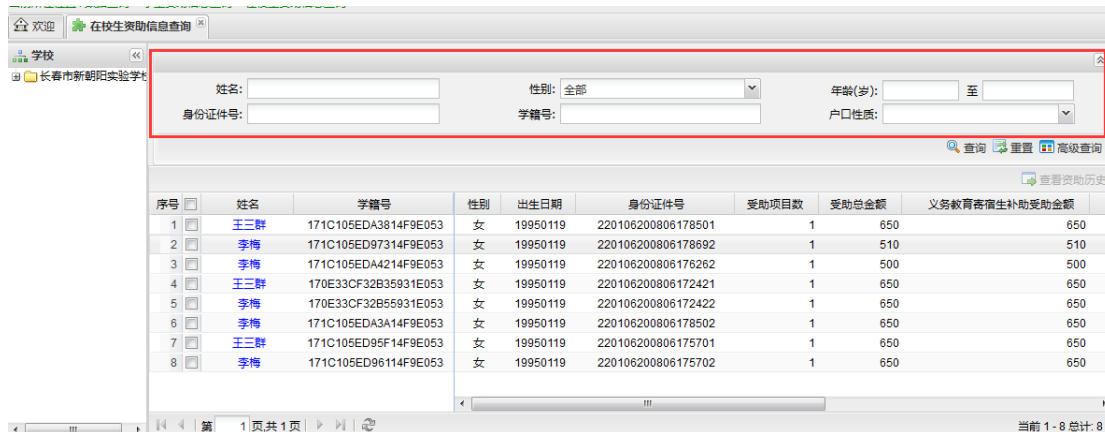 欢迎 在校生资助信息查询
学校
长春市新朝阳实验学校
姓名: 性别: 全部 年龄(岁): 至
身份证件号: 学籍号: 户口性质:
查询 重置 高级查询
查看资助历史
序号 姓名 学籍号 性别 出生日期 身份证件号 受助项目数 受助总金额 义务教育寄宿生补助受助金额
1 王三群 171C105EDA3814F9E053 女 19950119 220106200806178501 1 650 650
2 李梅 171C105ED97314F9E053 女 19950119 220106200806178692 1 510 510
3 李梅 171C105EDA4214F9E053 女 19950119 220106200806176262 1 500 500
4 王三群 170E33CF32B35931E053 女 19950119 220106200806172421 1 650 650
5 李梅 170E33CF32B55931E053 女 19950119 220106200806172422 1 650 650
6 李梅 171C105EDA3A14F9E053 女 19950119 220106200806178502 1 650 650
7 王三群 171C105ED95F14F9E053 女 19950119 220106200806175701 1 650 650
8 李梅 171C105ED96114F9E053 女 19950119 220106200806175702 1 650 650
第 1 页,共 1 页 当前 1 - 8 总计: 8